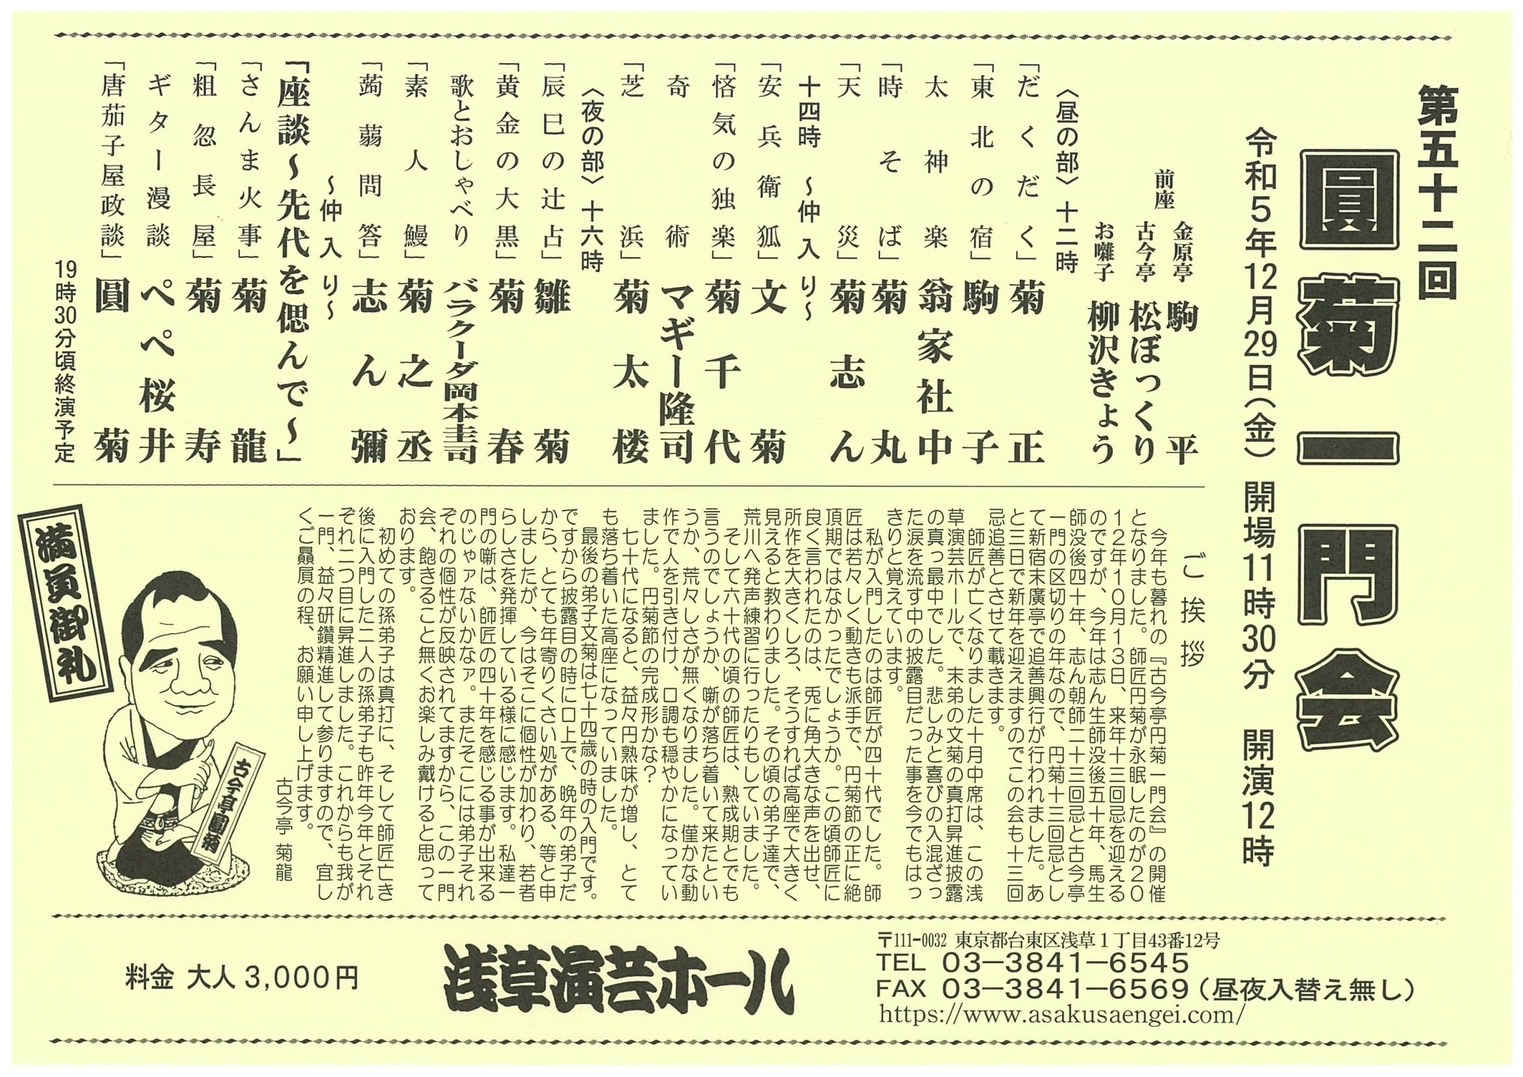 第五十二回
圓菊一門会
令和5年12月29日(金) 開場11時30分 開演12時
前座
金原亭 駒平
古今亭 松ぼっくり
お囃子 柳沢きょう
〈昼の部〉十二時
「だくだく」 菊正
「東北の宿」 駒子
太神楽 翁家社中
「時そば」 菊丸
「天災」 菊志ん
十四時 ～仲入り～
「安兵衛狐」 文菊
「悋気の独楽」 菊千代
奇術 マギー隆司
「芝浜」 菊太楼
〈夜の部〉十六時
「辰巳の辻占」 雛菊
「黄金の大黒」 菊春
歌とおしゃべり バラクーダ岡本圭司
「素人鰻」 菊之丞
「蒟蒻問答」 志ん彌
～仲入り～
「座談～先代を偲んで～」
「さんま火事」 菊龍
「粗忽長屋」 菊寿
ギター漫談 ぺぺ桜井
「唐茄子屋政談」 圓菊
19時30分頃終演予定
ご挨拶
今年も暮れの『古今亭円菊一門会』の開催
となりました。師匠円菊が永眠したのが20
12年10月13日、来年十三回忌を迎える
のですが、今年は志ん生師没後五十年、馬生
師没後四十年、志ん朝師二十三回忌と古今亭
一門の区切りの年なので、円菊十三回忌とし
て新宿末廣亭で追善興行が行われました。あ
と三日で新年を迎えますのでこの会も十三回
忌追善とさせて載きます。
師匠が亡くなりました十月中席は、この浅
草演芸ホールで、末弟の文菊の真打昇進披露
の真っ最中でした。悲しみと喜びの入混ざっ
た涙を流す中の披露目だった事を今でもはっ
きりと覚えています。
私が入門したのは師匠が四十代でした。師
匠は若々しく動きも派手で、円菊節の正に絶
頂期ではなかったでしょうか。この頃師匠に
良く言われたのは、兎に角大きな声を出せ、
所作を大きくしろ、そうすれば高座で大きく
見えると教わりました。その頃の弟子達で、
荒川へ発声練習に行ったりもしていました。
そして六十代の頃の師匠は、熟成期とでも
言うのでしょうか、噺が落ち着いて来たとい
うか、荒々しさが無くなりました。僅かな動
作で人を引き付け、口調も穏やかになってい
ました。円菊節の完成形かな？
七十代になると、益々円熟味が増し、とて
も落ち着いた高座になっていました。
最後の弟子文菊は七十四歳の時の入門です。
ですから披露目の時に口上で、晩年の弟子だ
から、とても年寄りくさい処がある、等と申
しましたが、今はそこに個性が加わり、若者
らしさを発揮している様に感じます。私達一
門の噺は、師匠の四十年を感じる事が出来る
のじゃァないかなァ。またそこには弟子それ
ぞれの個性が反映されてますから、この一門
会、飽きること無くお楽しみ戴けると思って
おります。
初めての孫弟子は真打に、そして師匠亡き
後に入門した二人の孫弟子も昨年今年とそれ
ぞれ二つ目に昇進しました。これからも我が
一門、益々研鑽精進して参りますので、宜し
くご贔屓の程、お願い申し上げます。
古今亭 菊龍
満員御礼
古今亭圓菊
料金 大人3,000円
浅草演芸ホール
〒111-0032 東京都台東区浅草1丁目43番12号
TEL 03-3841-6545
FAX 03-3841-6569(昼夜入替え無し)
https://www.asakusaengei.com/